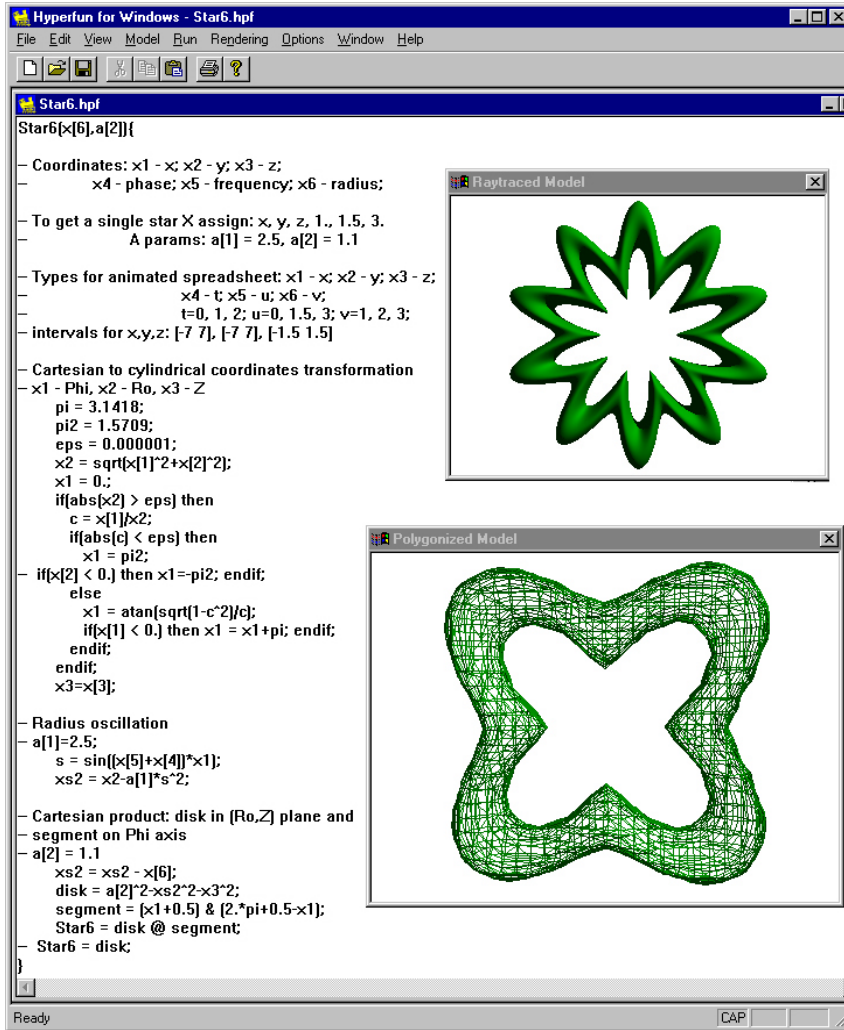 Hyperfun for Windows - Star6.hpf
File Edit View Model Run Rendering Options Window Help
Star6.hpf
Star6(x[6],a[2]){
– Coordinates: x1 - x; x2 - y; x3 - z;
– x4 - phase; x5 - frequency; x6 - radius;
– To get a single star X assign: x, y, z, 1., 1.5, 3.
– A params: a[1] = 2.5, a[2] = 1.1
– Types for animated spreadsheet: x1 - x; x2 - y; x3 - z;
– x4 - t; x5 - u; x6 - v;
– t=0, 1, 2; u=0, 1.5, 3; v=1, 2, 3;
– intervals for x,y,z: [-7 7], [-7 7], [-1.5 1.5]
– Cartesian to cylindrical coordinates transformation
– x1 - Phi, x2 - Ro, x3 - Z
pi = 3.1418;
pi2 = 1.5709;
eps = 0.000001;
x2 = sqrt(x[1]^2+x[2]^2);
x1 = 0.;
if(abs(x2) > eps) then
c = x[1]/x2;
if(abs(c) < eps) then
x1 = pi2;
– if(x[2] < 0.) then x1=-pi2; endif;
else
x1 = atan(sqrt(1-c^2)/c);
if(x[1] < 0.) then x1 = x1+pi; endif;
endif;
endif;
x3=x[3];
– Radius oscillation
– a[1]=2.5;
s = sin((x[5]+x[4])*x1);
xs2 = x2-a[1]*s^2;
– Cartesian product: disk in (Ro,Z) plane and
– segment on Phi axis
– a[2] = 1.1
xs2 = xs2 - x[6];
disk = a[2]^2-xs2^2-x3^2;
segment = (x1+0.5) & (2.*pi+0.5-x1);
Star6 = disk @ segment;
– Star6 = disk;
}
Raytraced Model
Polygonized Model
Ready
CAP